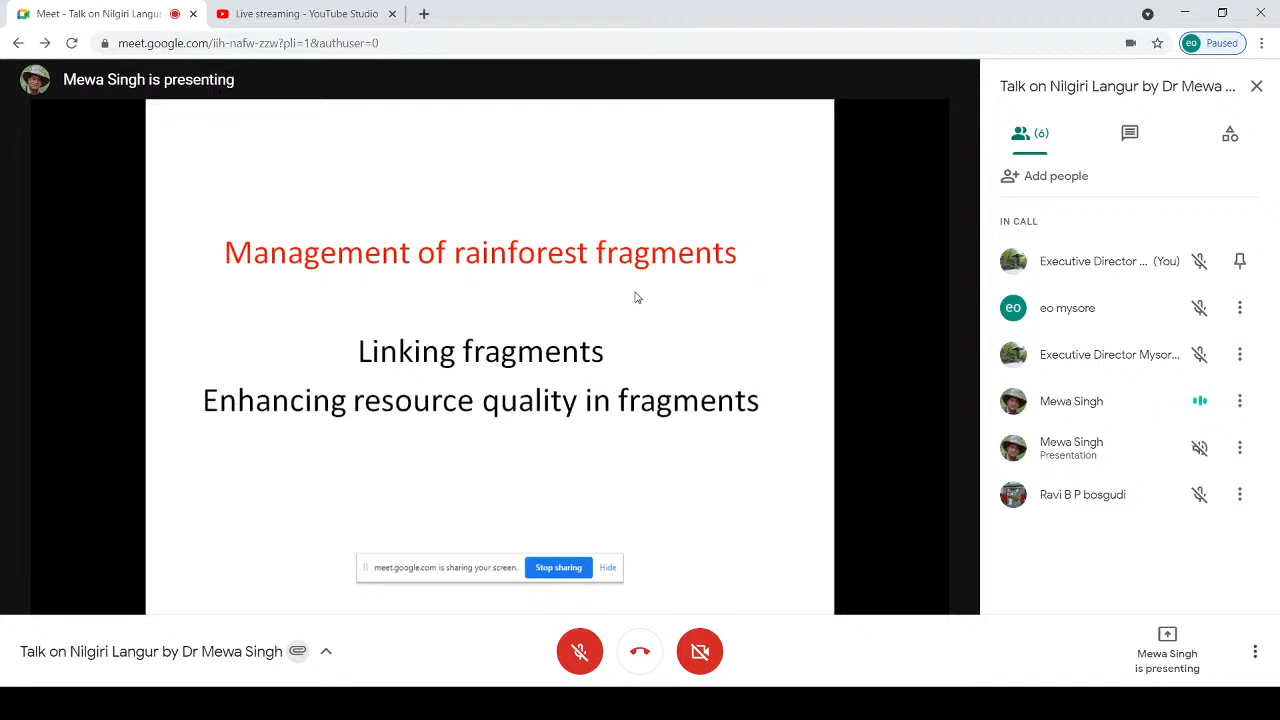 Meet - Talk on Nilgiri Langur
Live streaming - YouTube Studio
meet.google.com/iih-nafw-zzw?pli=1&authuser=0
eo Paused
Mewa Singh is presenting
Management of rainforest fragments
Linking fragments
Enhancing resource quality in fragments
meet.google.com is sharing your screen. Stop sharing Hide
Talk on Nilgiri Langur by Dr Mewa ...
(6)
Add people
IN CALL
Executive Director ... (You)
eo eo mysore
Executive Director Mysor...
Mewa Singh
Mewa Singh
Presentation
Ravi B P bosgudi
Talk on Nilgiri Langur by Dr Mewa Singh
Mewa Singh
is presenting